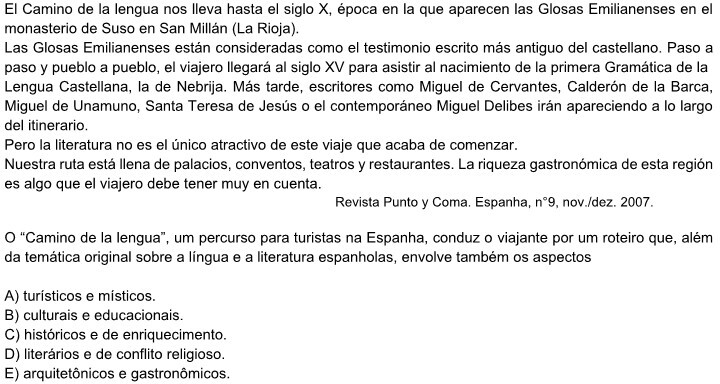 El Camino de la lengua nos lleva hasta el siglo X, época en la que aparecen las Glosas Emilianenses en el
monasterio de Suso en San Millán (La Rioja).
Las Glosas Emilianenses están consideradas como el testimonio escrito más antiguo del castellano. Paso a
paso y pueblo a pueblo, el viajero llegará al siglo XV para asistir al nacimiento de la primera Gramática de la
Lengua Castellana, la de Nebrija. Más tarde, escritores como Miguel de Cervantes, Calderón de la Barca,
Miguel de Unamuno, Santa Teresa de Jesús o el contemporáneo Miguel Delibes irán apareciendo a lo largo
del itinerario.
Pero la literatura no es el único atractivo de este viaje que acaba de comenzar.
Nuestra ruta está llena de palacios, conventos, teatros y restaurantes. La riqueza gastronómica de esta región
es algo que el viajero debe tener muy en cuenta.
Revista Punto y Coma. Espanha, n°9, nov./dez. 2007.
O “Camino de la lengua”, um percurso para turistas na Espanha, conduz o viajante por um roteiro que, além
da temática original sobre a língua e a literatura espanholas, envolve também os aspectos
A) turísticos e místicos.
B) culturais e educacionais.
C) históricos e de enriquecimento.
D) literários e de conflito religioso.
E) arquitetônicos e gastronômicos.